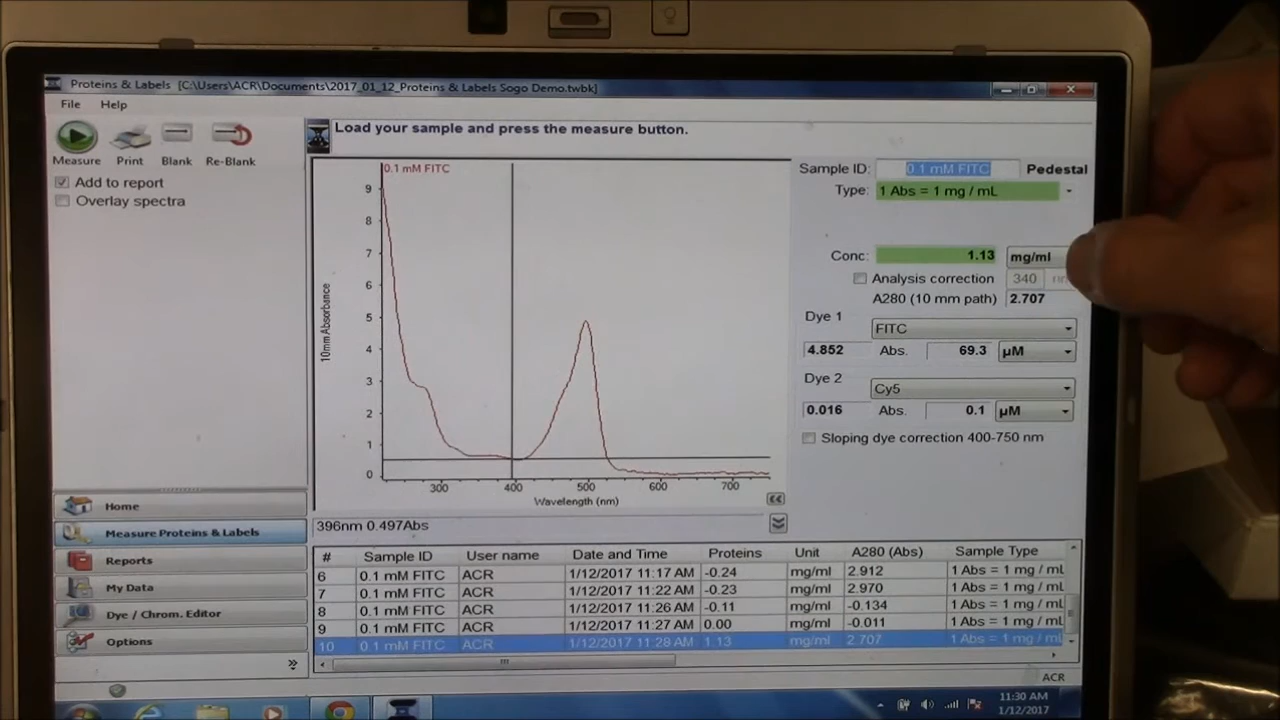 Proteins & Labels [C:\Users\ACR\Documents\2017_01_12_Proteins & Labels Sogo Demo.twbk]
File Help
Measure Print Blank Re-Blank
Add to report
Overlay spectra
Load your sample and press the measure button.
0.1 mM FITC
10mm Absorbance
9
8
7
6
5
4
3
2
1
0
300 400 500 600 700
Wavelength (nm)
396nm 0.497Abs
Sample ID: 0.1 mM FITC Pedestal
Type: 1 Abs = 1 mg / mL
Conc: 1.13 mg/ml
Analysis correction 340
A280 (10 mm path) 2.707
Dye 1
FITC
4.852 Abs. 69.3 µM
Dye 2
Cy5
0.016 Abs. 0.1 µM
Sloping dye correction 400-750 nm
Home
Measure Proteins & Labels
Reports
My Data
Dye / Chrom. Editor
Options
# Sample ID User name Date and Time Proteins Unit A280 (Abs) Sample Type
6 0.1 mM FITC ACR 1/12/2017 11:17 AM -0.24 mg/ml 2.912 1 Abs = 1 mg / mL
7 0.1 mM FITC ACR 1/12/2017 11:22 AM -0.23 mg/ml 2.970 1 Abs = 1 mg / mL
8 0.1 mM FITC ACR 1/12/2017 11:26 AM -0.11 mg/ml -0.134 1 Abs = 1 mg / mL
9 0.1 mM FITC ACR 1/12/2017 11:27 AM 0.00 mg/ml -0.011 1 Abs = 1 mg / mL
10 0.1 mM FITC ACR 1/12/2017 11:28 AM 1.13 mg/ml 2.707 1 Abs = 1 mg / mL
ACR
11:30 AM
1/12/2017